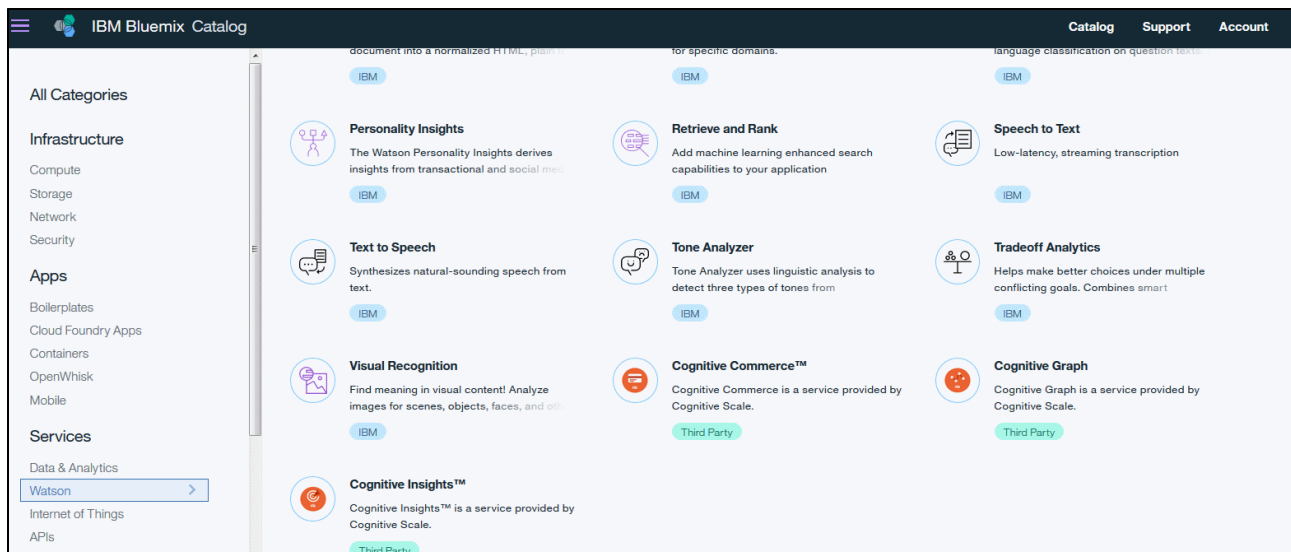 IBM Bluemix Catalog
Catalog Support Account
All Categories
Infrastructure
Compute
Storage
Network
Security
Apps
Boilerplates
Cloud Foundry Apps
Containers
OpenWhisk
Mobile
Services
Data & Analytics
Watson
Internet of Things
APIs
document into a normalized HTML, plain
IBM
for specific domains.
IBM
language classification on question texts.
IBM
Personality Insights
The Watson Personality Insights derives
insights from transactional and social
IBM
Retrieve and Rank
Add machine learning enhanced search
capabilities to your application
IBM
Speech to Text
Low-latency, streaming transcription
IBM
Text to Speech
Synthesizes natural-sounding speech from
text.
IBM
Tone Analyzer
Tone Analyzer uses linguistic analysis to
detect three types of tones from
IBM
Tradeoff Analytics
Helps make better choices under multiple
conflicting goals. Combines smart
IBM
Visual Recognition
Find meaning in visual content! Analyze
images for scenes, objects, faces, and
IBM
Cognitive Commerce™
Cognitive Commerce is a service provided by
Cognitive Scale.
Third Party
Cognitive Graph
Cognitive Graph is a service provided by
Cognitive Scale.
Third Party
Cognitive Insights™
Cognitive Insights™ is a service provided by
Cognitive Scale.
Third Party